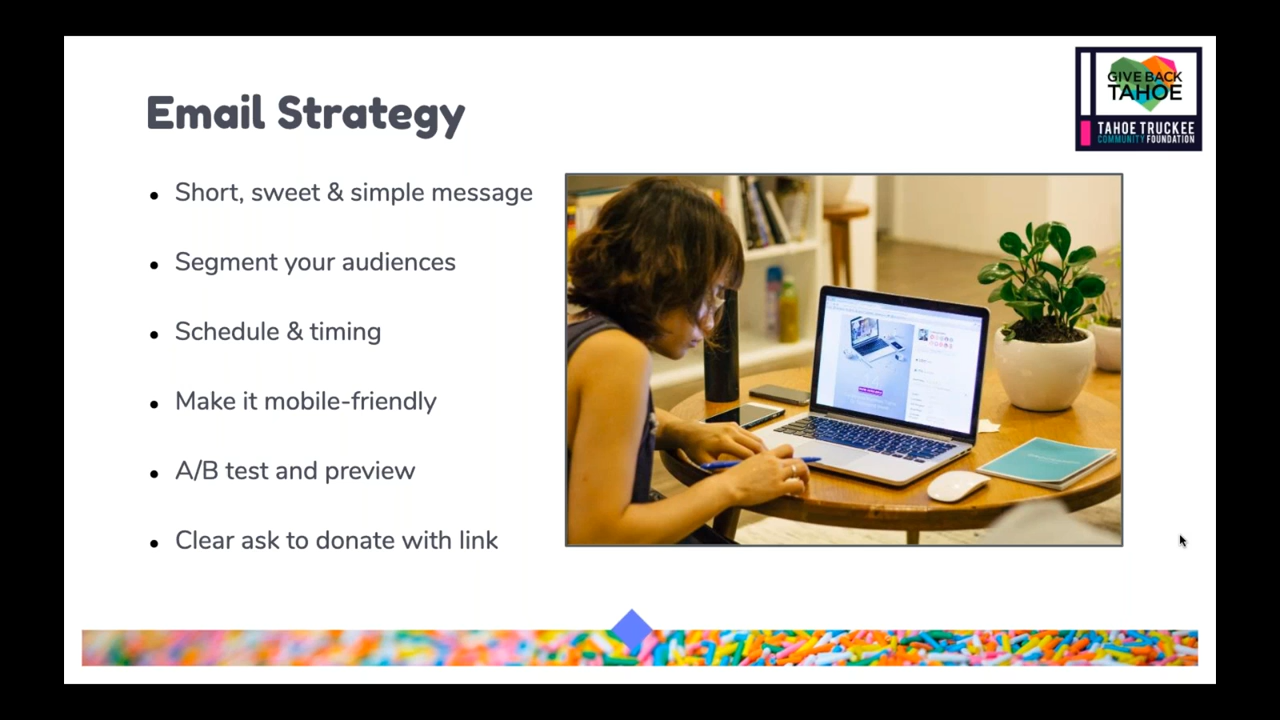 GIVE BACK
TAHOE
TAHOE TRUCKEE
COMMUNITY FOUNDATION
Email Strategy
• Short, sweet & simple message
• Segment your audiences
• Schedule & timing
• Make it mobile-friendly
• A/B test and preview
• Clear ask to donate with link